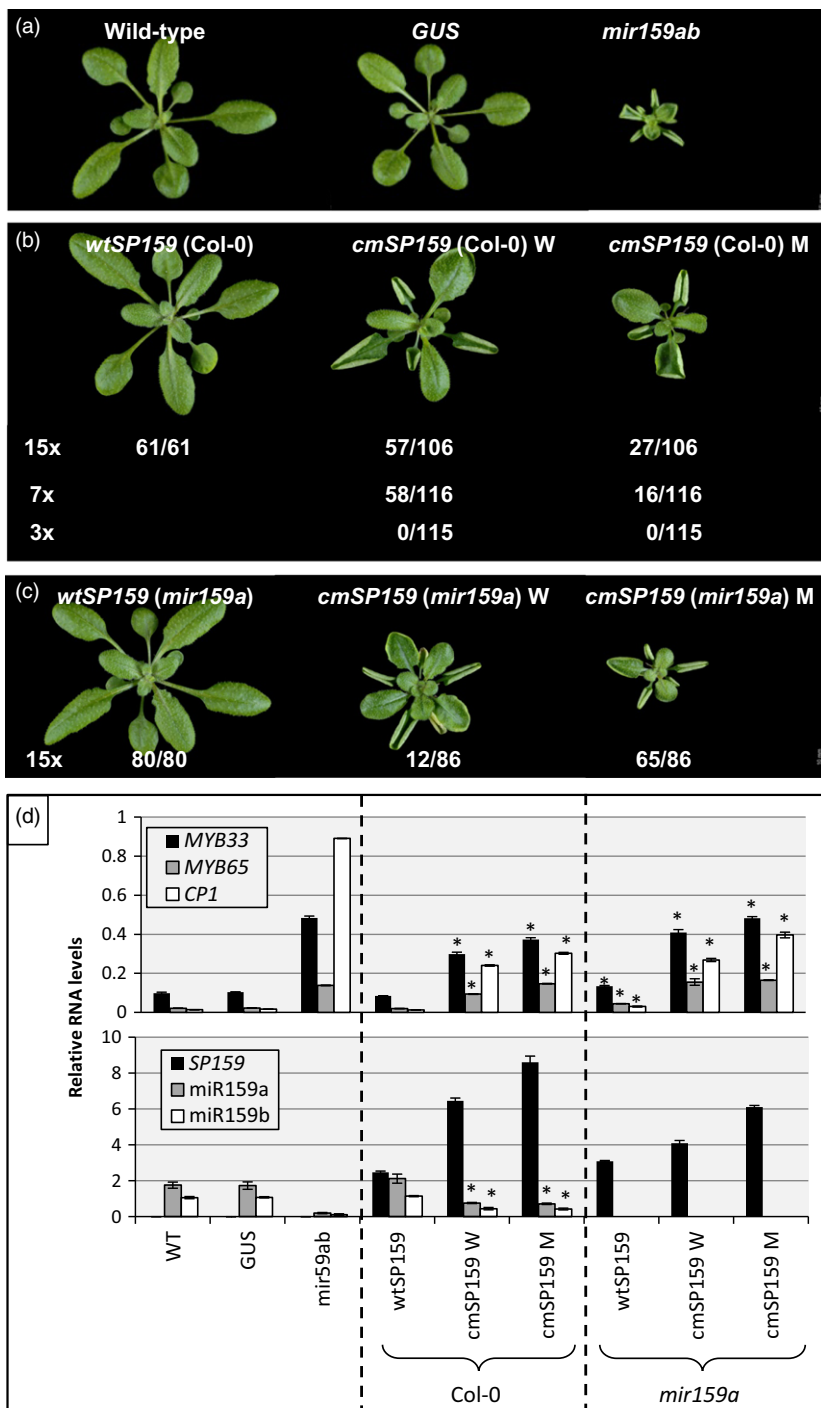 (a) Wild-type GUS mir159ab
(b) wtSP159 (Col-0) cmSP159 (Col-0) W cmSP159 (Col-0) M
15x 61/61 57/106 27/106
7x 58/116 16/116
3x 0/115 0/115
(c) wtSP159 (mir159a) cmSP159 (mir159a) W cmSP159 (mir159a) M
15x 80/80 12/86 65/86
(d)
MYB33
MYB65
CP1
1
0.8
0.6
0.4
0.2
0
* * * * * * * * * * * * * * *
Relative RNA levels
SP159
miR159a
miR159b
10
8
6
4
2
0
* * * *
WT GUS mir59ab wtSP159 cmSP159 W cmSP159 M wtSP159 cmSP159 W cmSP159 M
Col-0 mir159a